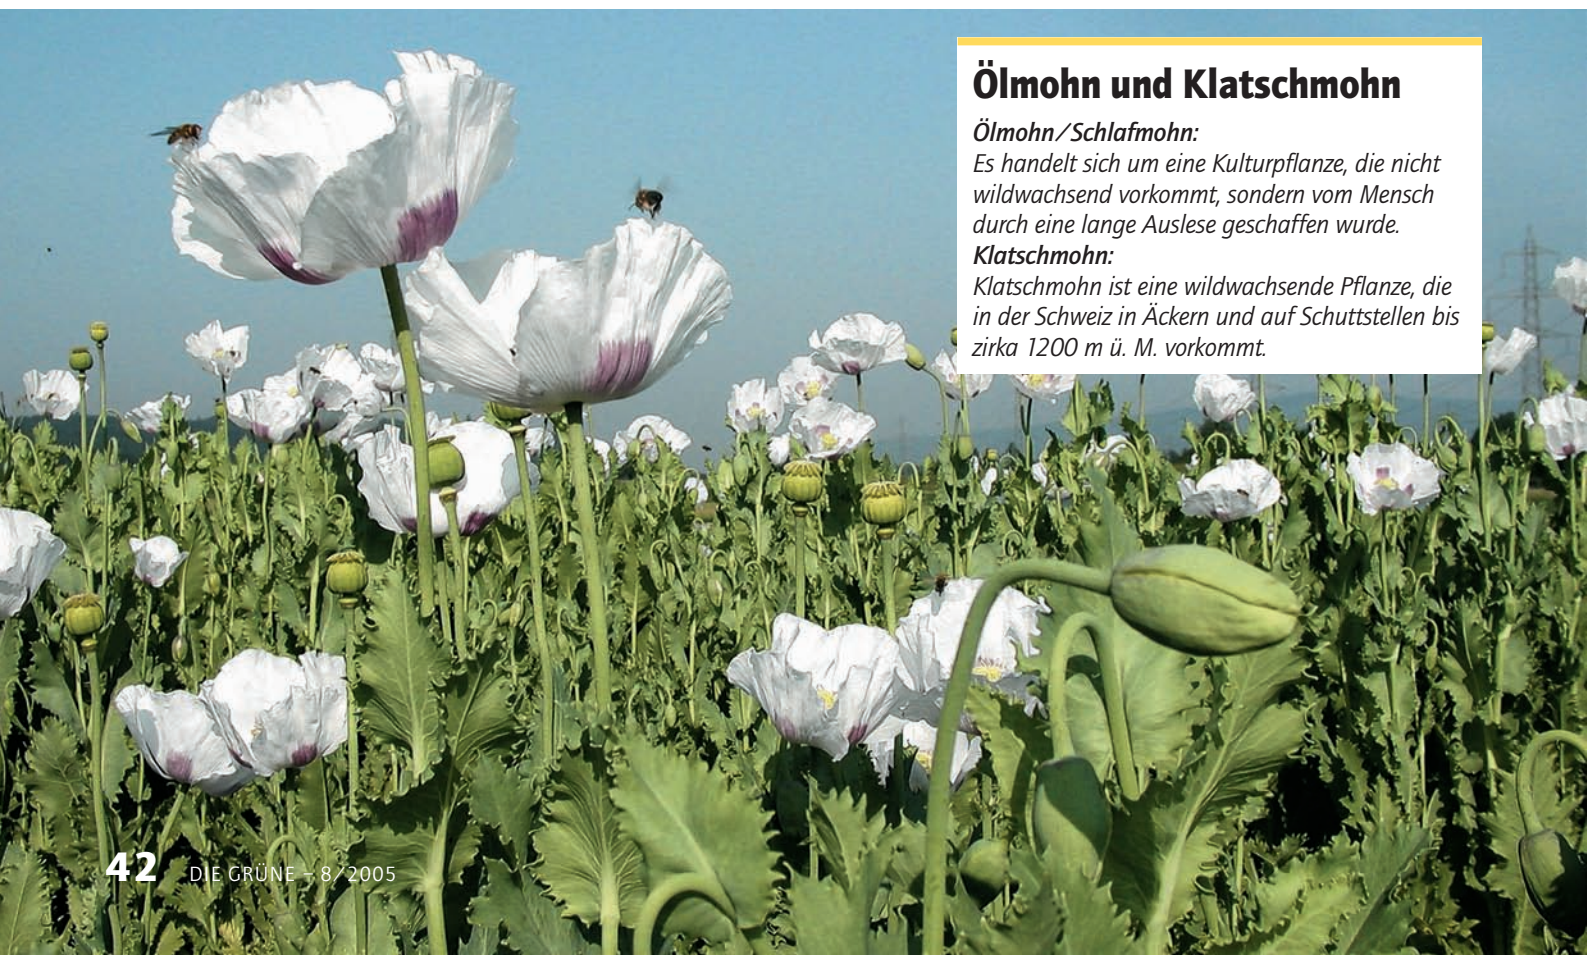 Ölmohn und Klatschmohn
Ölmohn/Schlafmohn:
Es handelt sich um eine Kulturpflanze, die nicht
wildwachsend vorkommt, sondern vom Mensch
durch eine lange Auslese geschaffen wurde.
Klatschmohn:
Klatschmohn ist eine wildwachsende Pflanze, die
in der Schweiz in Äckern und auf Schuttstellen bis
zirka 1200 m ü. M. vorkommt.
42 DIE GRÜNE – 8/2005